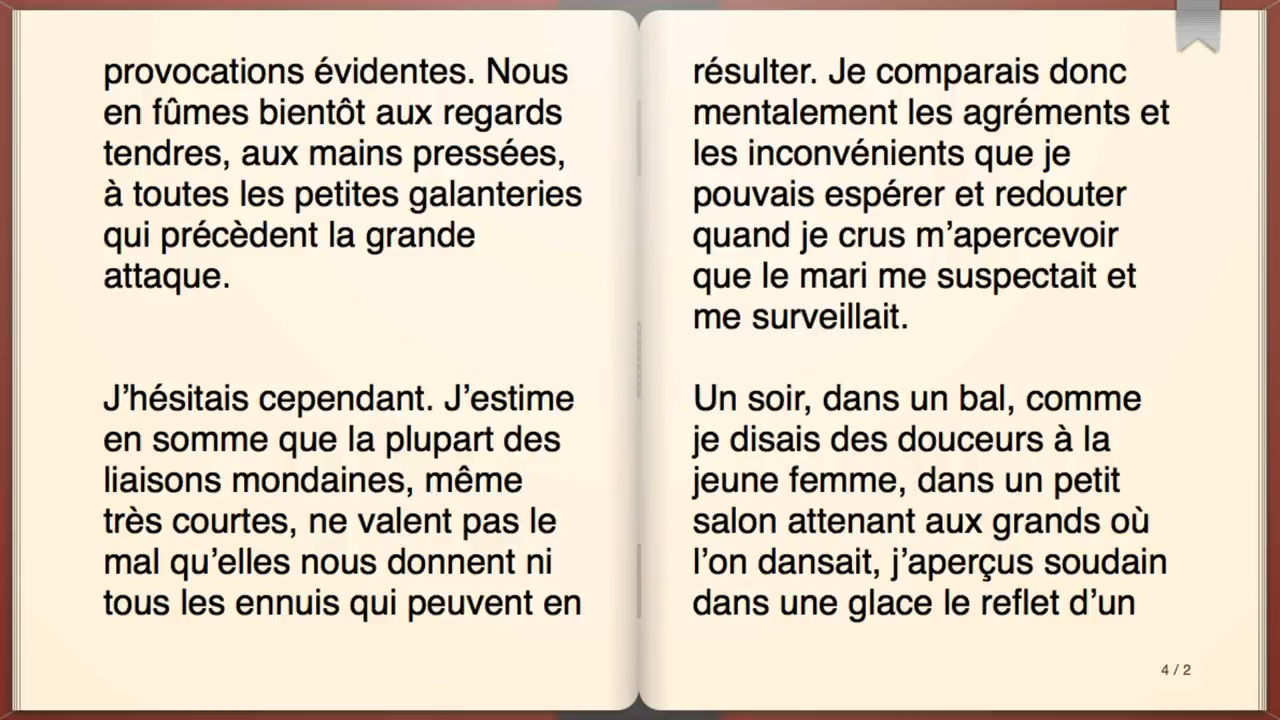 provocations évidentes. Nous
en fûmes bientôt aux regards
tendres, aux mains pressées,
à toutes les petites galanteries
qui précèdent la grande
attaque.
J’hésitais cependant. J’estime
en somme que la plupart des
liaisons mondaines, même
très courtes, ne valent pas le
mal qu’elles nous donnent ni
tous les ennuis qui peuvent en
résulter. Je comparais donc
mentalement les agréments et
les inconvénients que je
pouvais espérer et redouter
quand je crus m’apercevoir
que le mari me suspectait et
me surveillait.
Un soir, dans un bal, comme
je disais des douceurs à la
jeune femme, dans un petit
salon attenant aux grands où
l’on dansait, j’aperçus soudain
dans une glace le reflet d’un
4 / 2